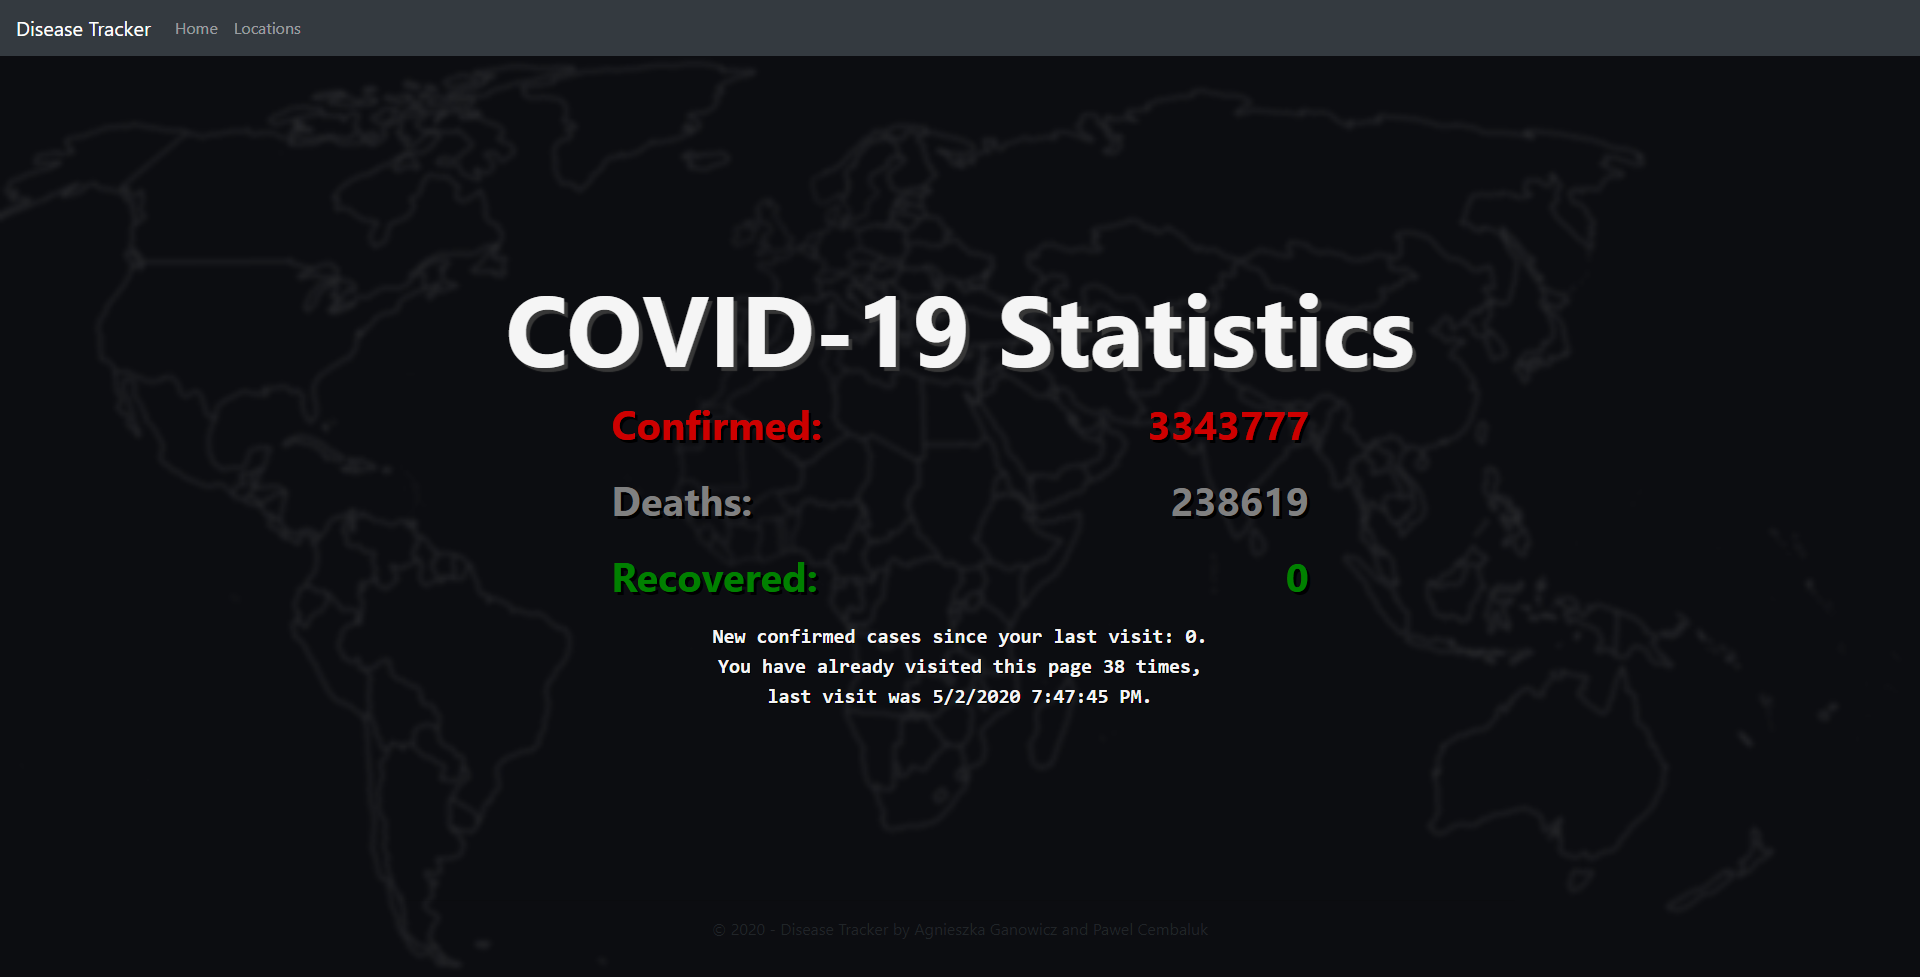 Disease Tracker Home Locations
COVID-19 Statistics
Confirmed: 3343777
Deaths: 238619
Recovered: 0
New confirmed cases since your last visit: 0.
You have already visited this page 38 times,
last visit was 5/2/2020 7:47:45 PM.
© 2020 - Disease Tracker by Agnieszka Ganowicz and Pawel Cembaluk